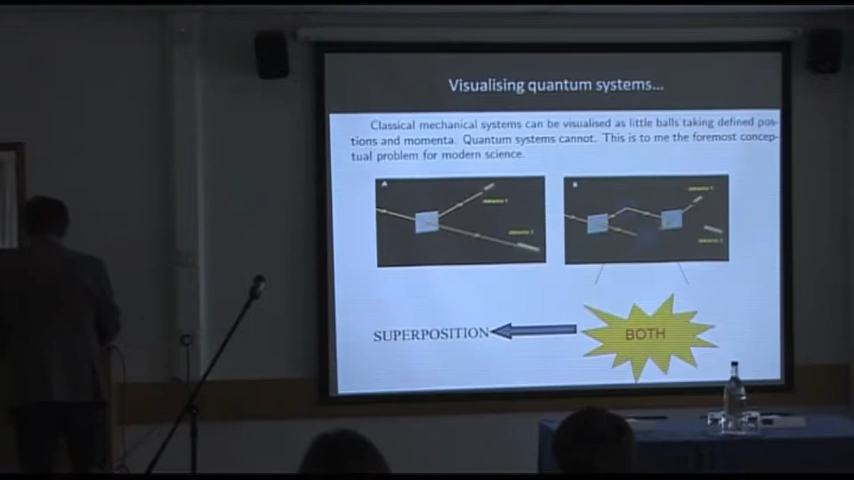 Visualising quantum systems...
Classical mechanical systems can be visualised as little balls taking defined posi-
tions and momenta. Quantum systems cannot. This is to me the foremost concep-
tual problem for modern science.
A
B
SUPERPOSITION
BOTH